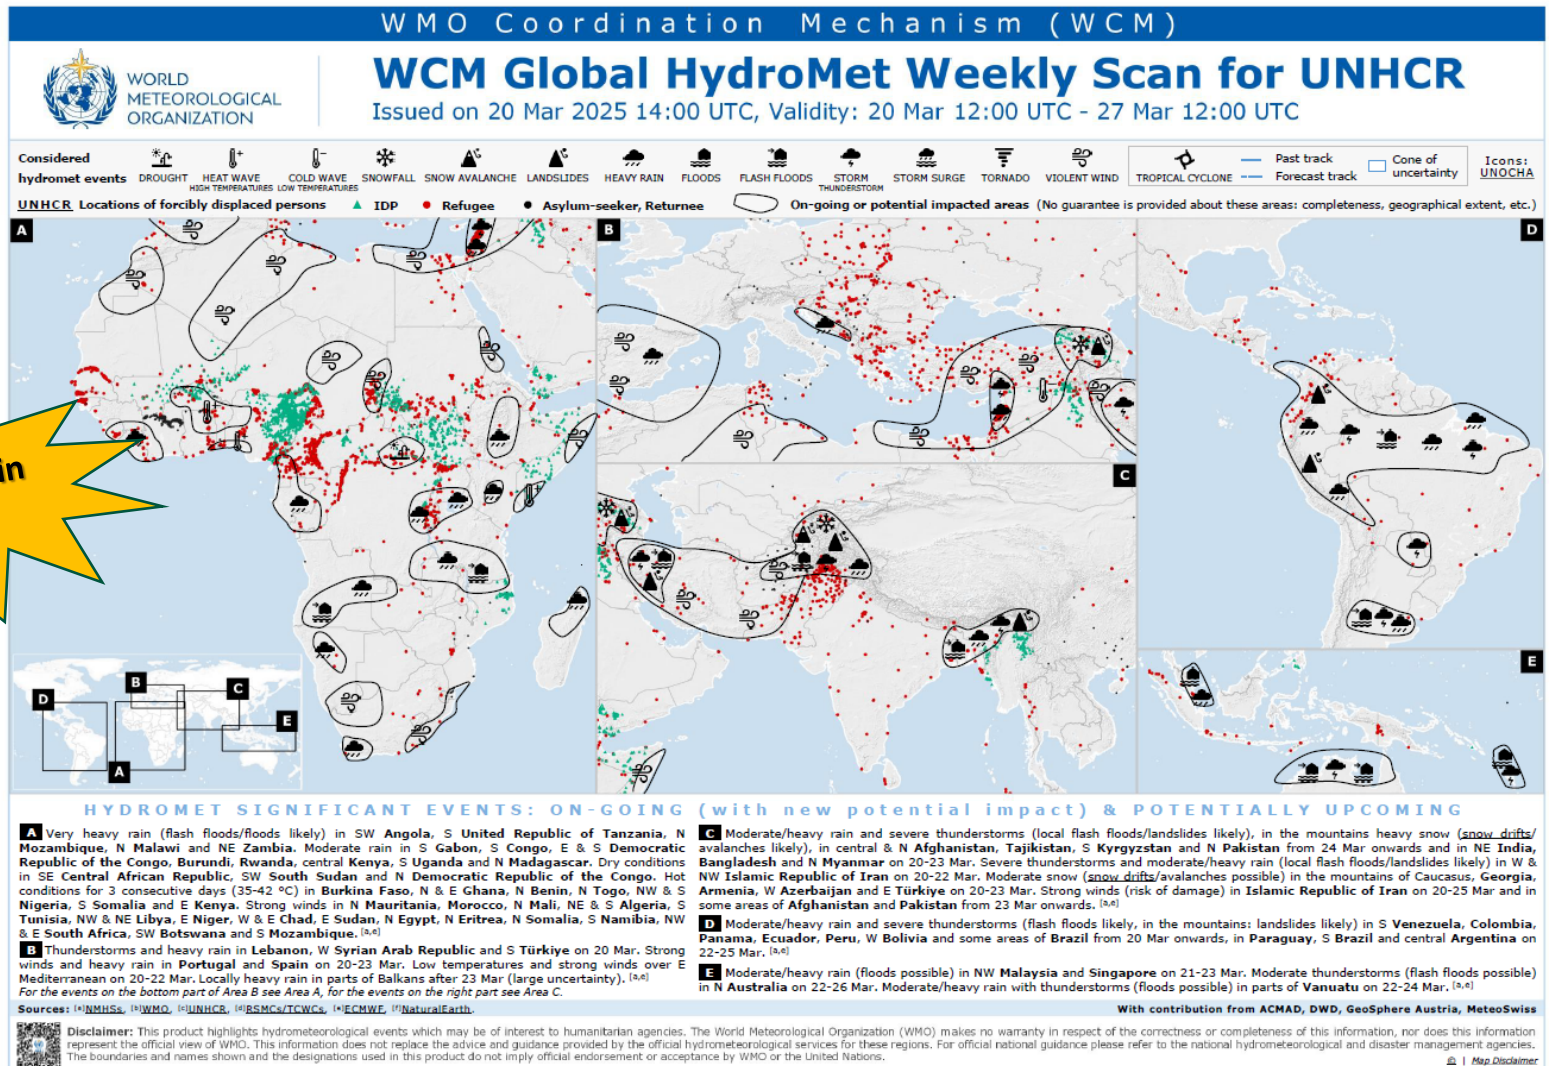 WMO Coordination Mechanism (WCM)
WORLD
METEOROLOGICAL
ORGANIZATION
WCM Global HydroMet Weekly Scan for UNHCR
Issued on 20 Mar 2025 14:00 UTC, Validity: 20 Mar 12:00 UTC - 27 Mar 12:00 UTC
Considered
hydromet events
DROUGHT
HEAT WAVE
HIGH TEMPERATURES
COLD WAVE
LOW TEMPERATURES
SNOWFALL
SNOW AVALANCHE
LANDSLIDES
HEAVY RAIN
FLOODS
FLASH FLOODS
STORM
THUNDERSTORM
STORM SURGE
TORNADO
VIOLENT WIND
TROPICAL CYCLONE
Past track
Forecast track
Cone of
uncertainty
Icons:
UNOCHA
UNHCR Locations of forcibly displaced persons
IDP
Refugee
Asylum-seeker, Returnee
On-going or potential impacted areas (No guarantee is provided about these areas: completeness, geographical extent, etc.)
A
B
D
in
C
E
D
B
C
E
A
HYDROMET SIGNIFICANT EVENTS: ON-GOING (with new potential impact) & POTENTIALLY UPCOMING
A Very heavy rain (flash floods/floods likely) in SW Angola, S United Republic of Tanzania, N
Mozambique, N Malawi and NE Zambia. Moderate rain in S Gabon, S Congo, E & S Democratic
Republic of the Congo, Burundi, Rwanda, central Kenya, S Uganda and N Madagascar. Dry conditions
in SE Central African Republic, SW South Sudan and N Democratic Republic of the Congo. Hot
conditions for 3 consecutive days (35-42 °C) in Burkina Faso, N & E Ghana, N Benin, N Togo, NW & S
Nigeria, S Somalia and E Kenya. Strong winds in N Mauritania, Morocco, N Mali, NE & S Algeria, S
Tunisia, NW & NE Libya, E Niger, W & E Chad, E Sudan, N Egypt, N Eritrea, N Somalia, S Namibia, NW
& E South Africa, SW Botswana and S Mozambique. [a,e]
B Thunderstorms and heavy rain in Lebanon, W Syrian Arab Republic and S Türkiye on 20 Mar. Strong
winds and heavy rain in Portugal and Spain on 20-23 Mar. Low temperatures and strong winds over E
Mediterranean on 20-22 Mar. Locally heavy rain in parts of Balkans after 23 Mar (large uncertainty). [a,e]
For the events on the bottom part of Area B see Area A, for the events on the right part see Area C.
C Moderate/heavy rain and severe thunderstorms (local flash floods/landslides likely), in the mountains heavy snow (snow drifts/
avalanches likely), in central & N Afghanistan, Tajikistan, S Kyrgyzstan and N Pakistan from 24 Mar onwards and in NE India,
Bangladesh and N Myanmar on 20-23 Mar. Severe thunderstorms and moderate/heavy rain (local flash floods/landslides likely) in W &
NW Islamic Republic of Iran on 20-22 Mar. Moderate snow (snow drifts/avalanches possible) in the mountains of Caucasus, Georgia,
Armenia, W Azerbaijan and E Türkiye on 20-23 Mar. Strong winds (risk of damage) in Islamic Republic of Iran on 20-25 Mar and in
some areas of Afghanistan and Pakistan from 23 Mar onwards. [a,e]
D Moderate/heavy rain and severe thunderstorms (flash floods likely, in the mountains: landslides likely) in S Venezuela, Colombia,
Panama, Ecuador, Peru, W Bolivia and some areas of Brazil from 20 Mar onwards, in Paraguay, S Brazil and central Argentina on
22-25 Mar. [a,e]
E Moderate/heavy rain (floods possible) in NW Malaysia and Singapore on 21-23 Mar. Moderate thunderstorms (flash floods possible)
in N Australia on 22-26 Mar. Moderate/heavy rain with thunderstorms (floods possible) in parts of Vanuatu on 22-24 Mar. [a,e]
Sources: [a]NMHSs, [b]WMO, [c]UNHCR, [d]RSMCs/TCWCs, [e]ECMWF, [f]NaturalEarth.
With contribution from ACMAD, DWD, GeoSphere Austria, MeteoSwiss
Disclaimer: This product highlights hydrometeorological events which may be of interest to humanitarian agencies. The World Meteorological Organization (WMO) makes no warranty in respect of the correctness or completeness of this information, nor does this information
represent the official view of WMO. This information does not replace the advice and guidance provided by the official hydrometeorological services for these regions. For official national guidance please refer to the national hydrometeorological and disaster management agencies.
The boundaries and names shown and the designations used in this product do not imply official endorsement or acceptance by WMO or the United Nations.
© | Map Disclaimer